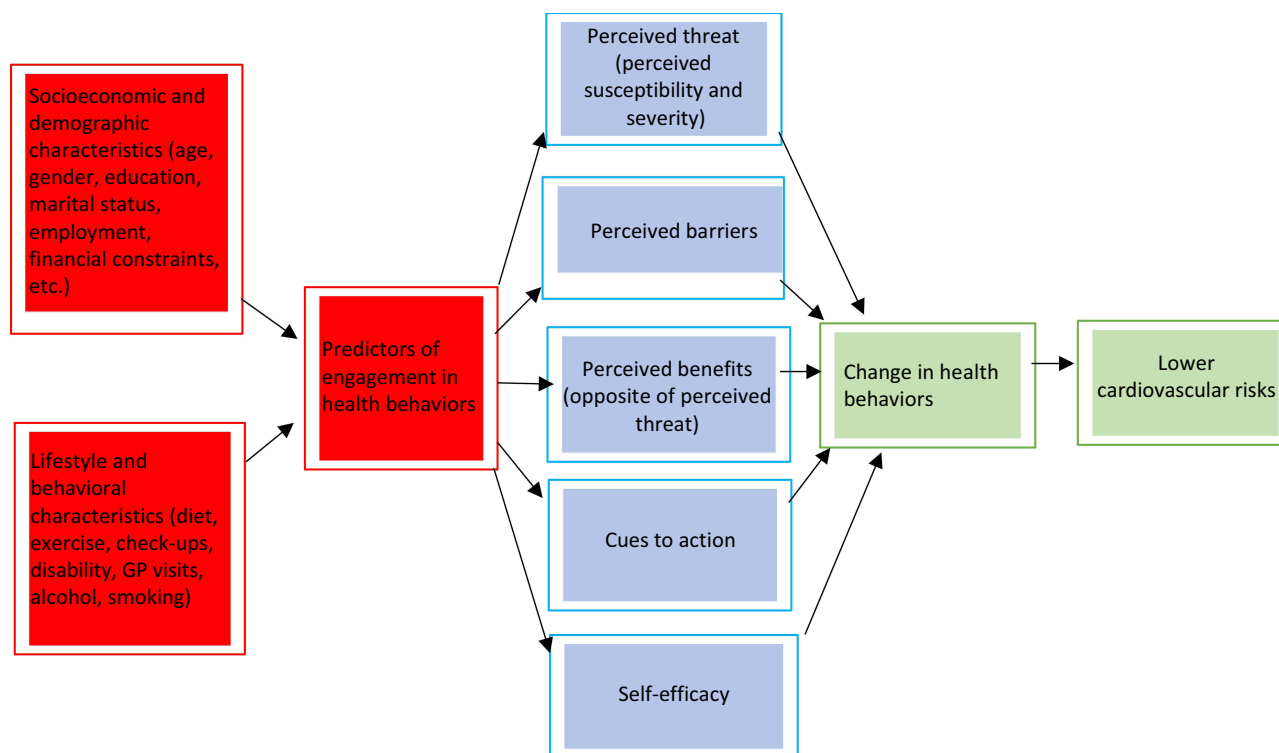 Socioeconomic and
demographic
characteristics (age,
gender, education,
marital status,
employment,
financial constraints,
etc.)
Lifestyle and
behavioral
characteristics (diet,
exercise, check-ups,
disability, GP visits,
alcohol, smoking)
Predictors of
engagement in
health behaviors
Perceived threat
(perceived
susceptibility and
severity)
Perceived barriers
Perceived benefits
(opposite of perceived
threat)
Cues to action
Self-efficacy
Change in health
behaviors
Lower
cardiovascular risks